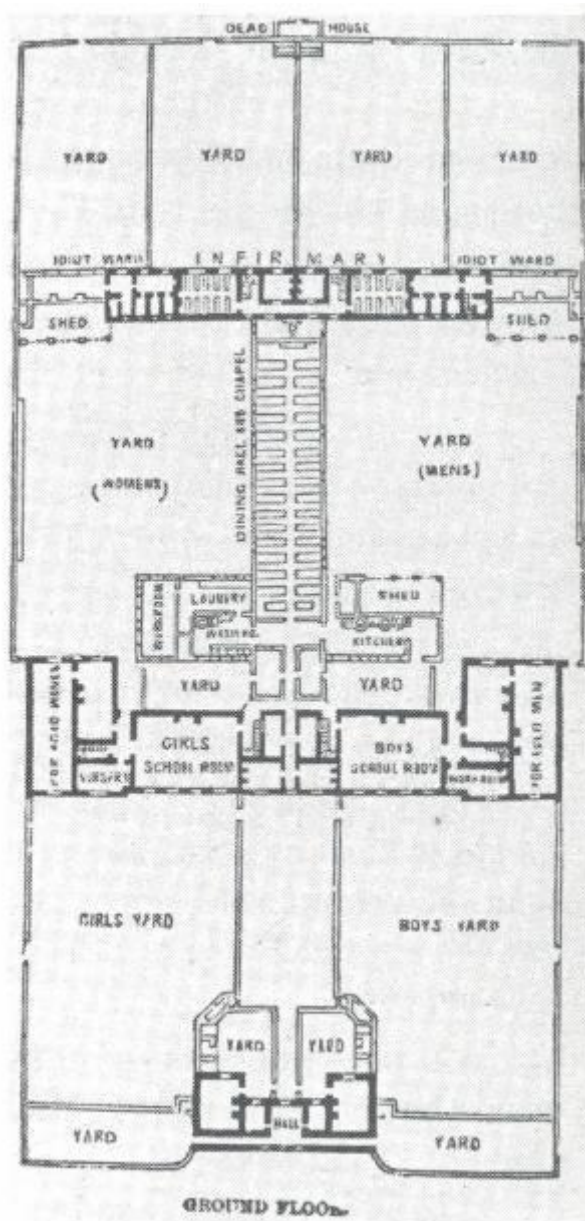 DEAD HOUSE
YARD YARD YARD YARD
IDIOT WARD INFIRMARY IDIOT WARD
SHED SHED
DINING HALL AND CHAPEL
YARD
(WOMENS)
YARD
(MENS)
WORKROOM
LAUNDRY
SHED
KITCHEN
YARD YARD
FOR AGED WOMEN
GIRLS
SCHOOL ROOM
BOYS
SCHOOL ROOM
FOR AGED MEN
NURSERY
GIRLS YARD BOYS YARD
YARD YARD
YARD HALL YARD
GROUND FLOOR.